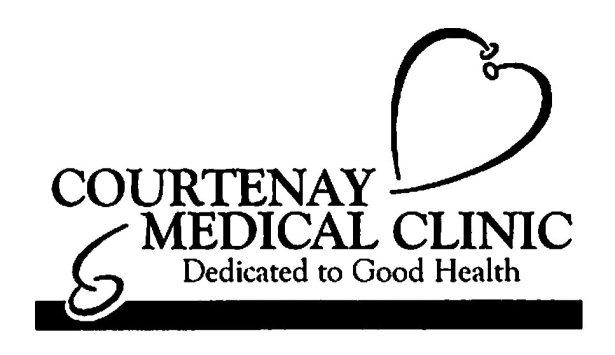 COURTENAY
MEDICAL CLINIC
Dedicated to Good Health